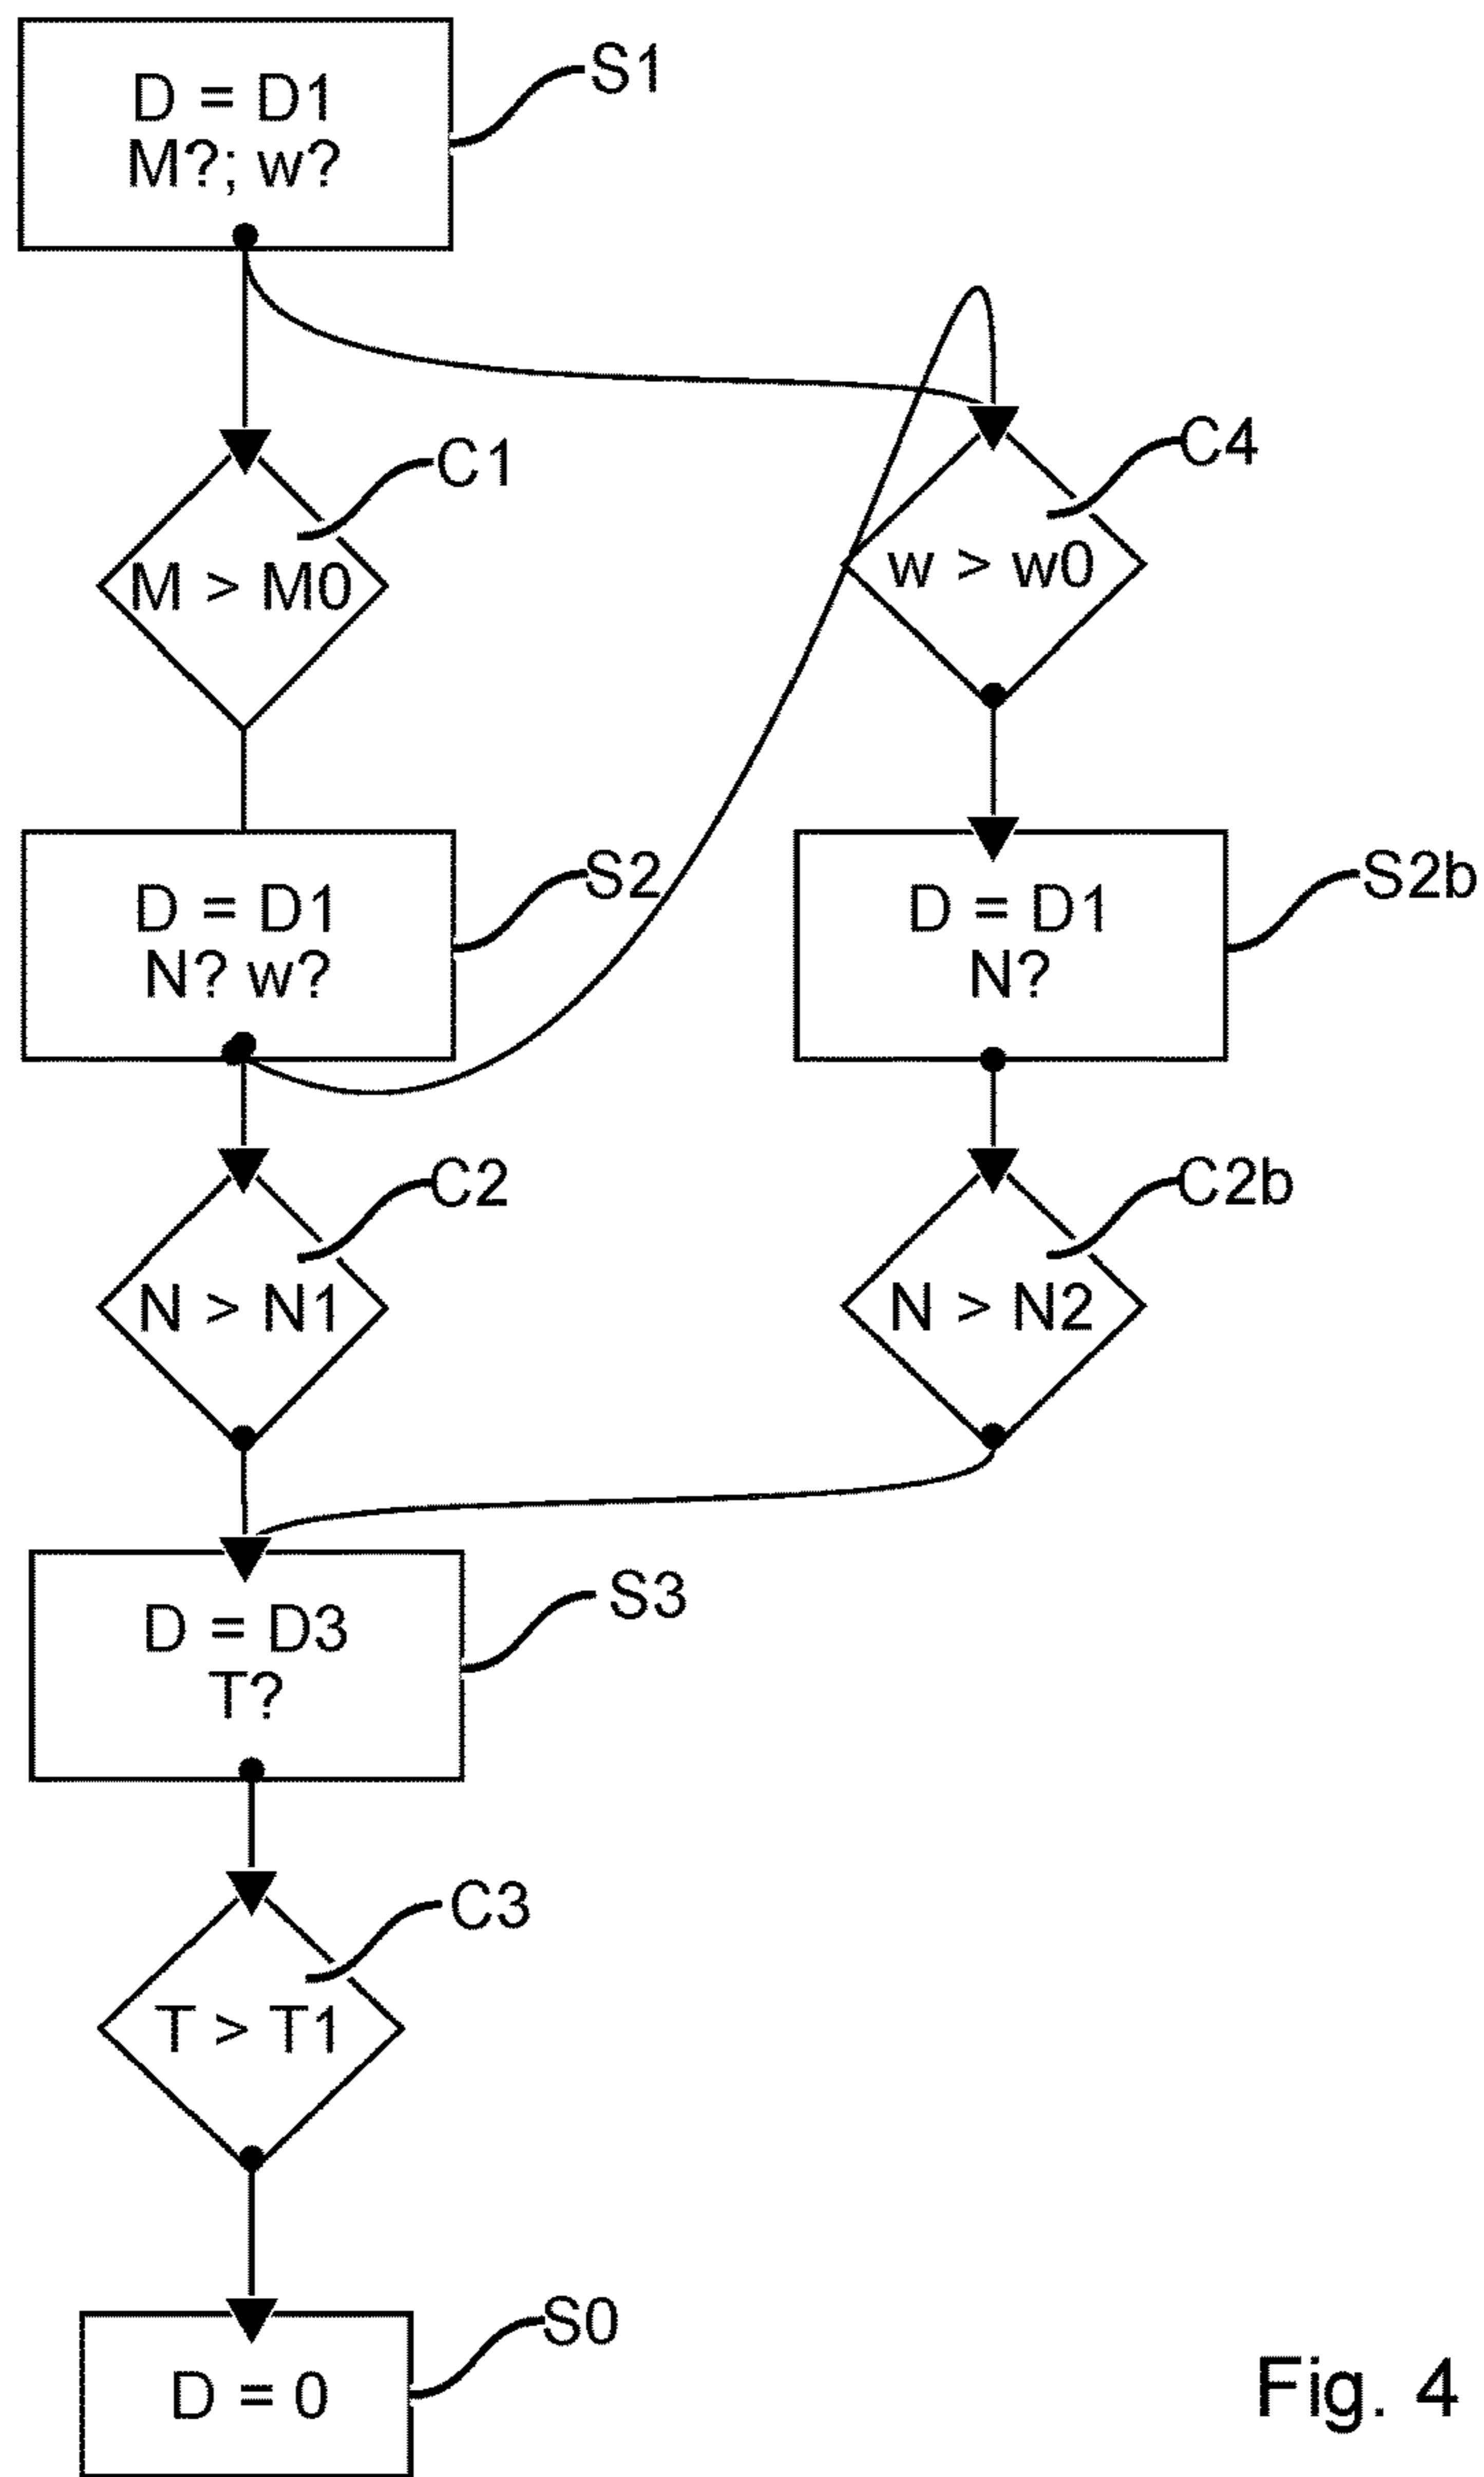 D = D1
M?; w?
S1
C1
M > M0
C4
w > w0
D = D1
N? w?
S2
D = D1
N?
S2b
C2
N > N1
C2b
N > N2
D = D3
T?
S3
C3
T > T1
D = 0
S0
Fig. 4